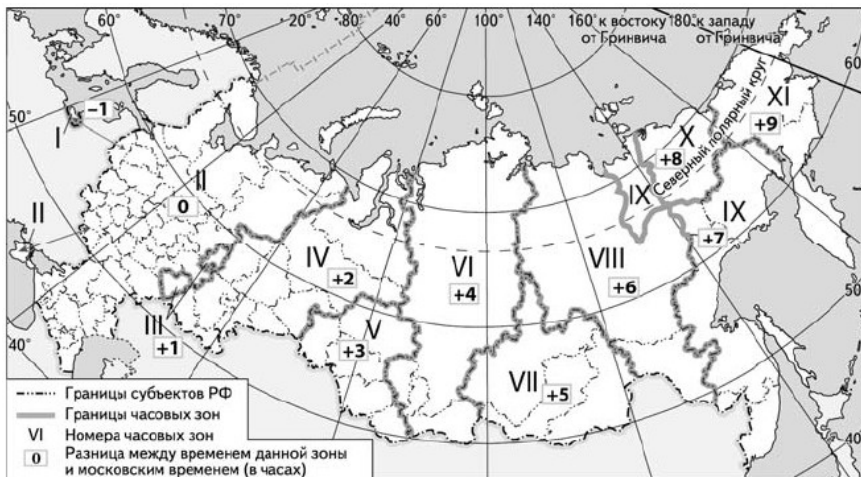 60° 70° 80° 40° 60° 100° 140° 160° к востоку от Гринвича 180° к западу от Гринвича
60
50°
I
-1
II
0
II
III
+1
40°
IV
+2
V
+3
VI
+4
VII
+5
VIII
+6
IX
IX
+7
X
+8
XI
+9
Северный полярный круг
50
40
Границы субъектов РФ
Границы часовых зон
VI Номера часовых зон
0 Разница между временем данной зоны
и московским временем (в часах)